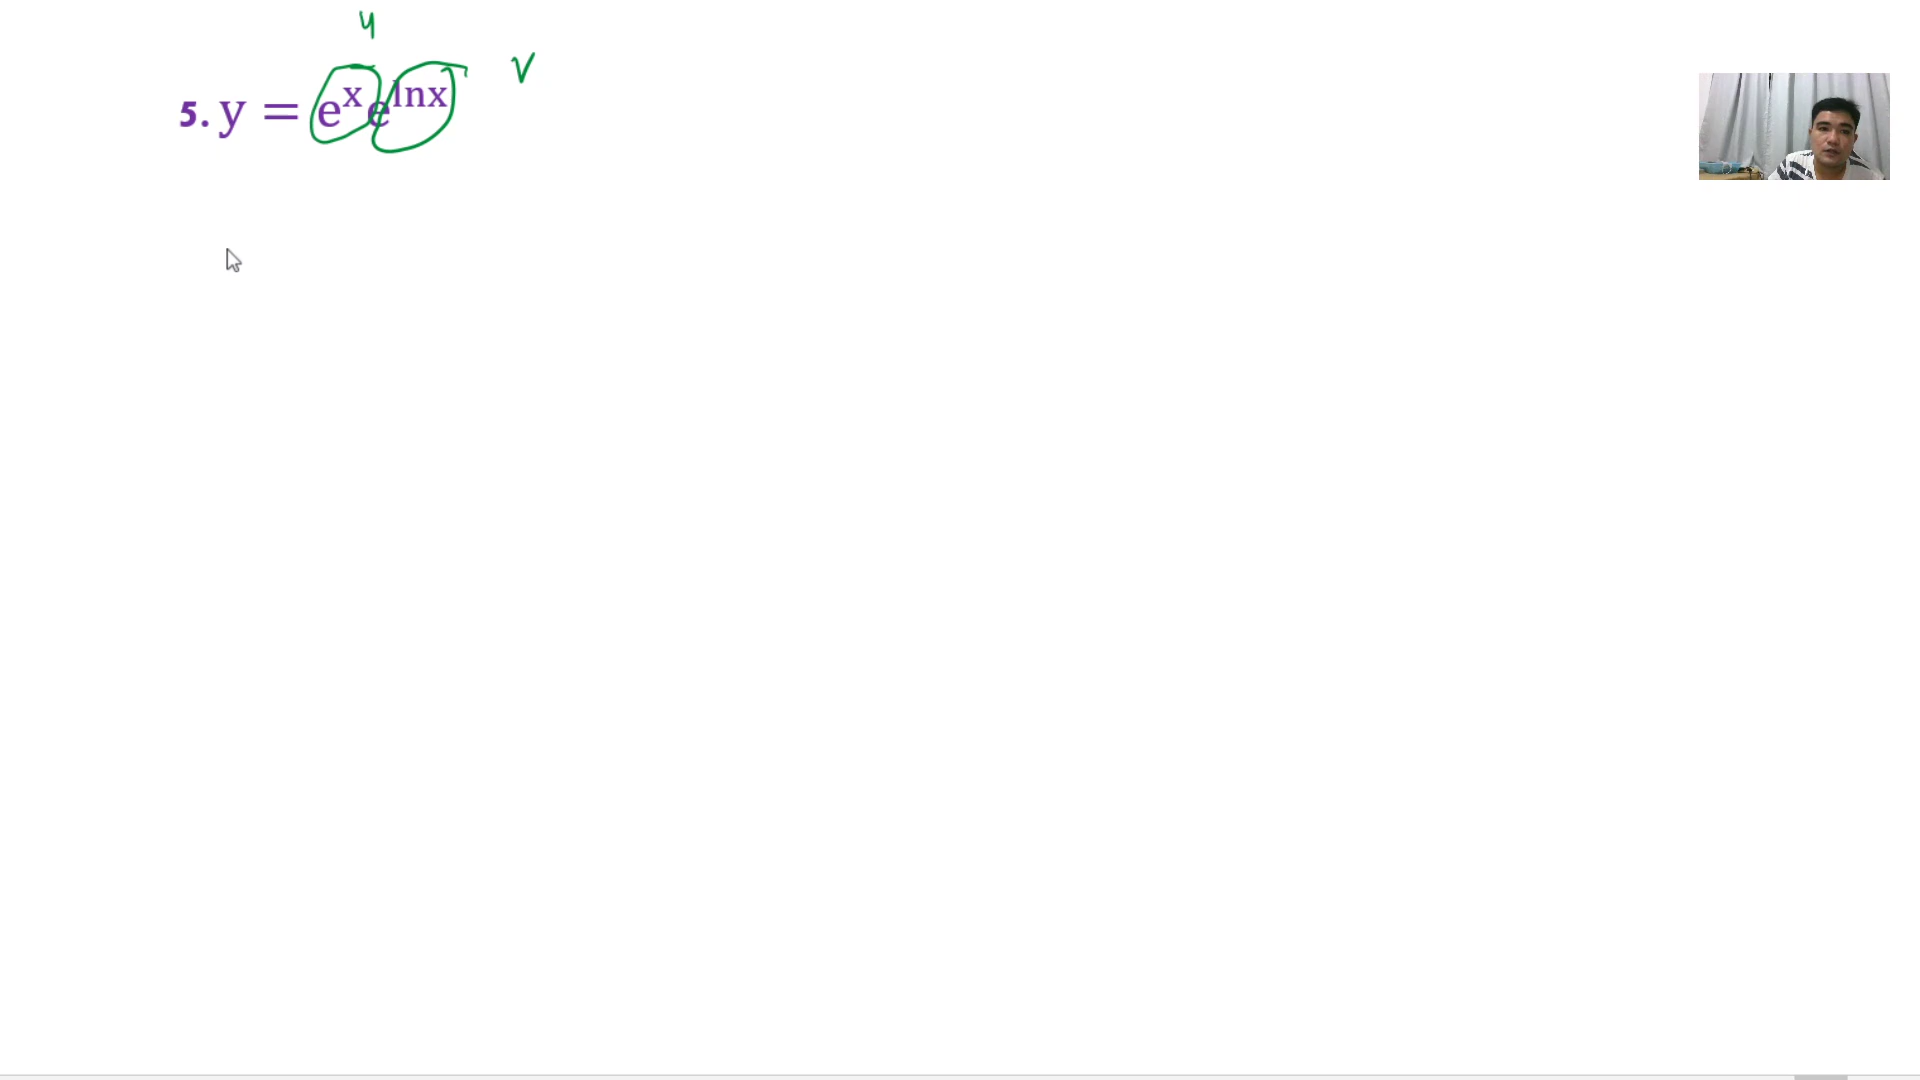 u
v
5. y = e^x e^lnx